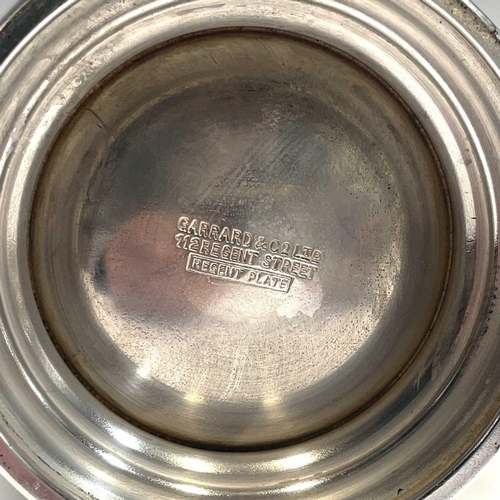 GARRARD & CO LTD
112 REGENT STREET
REGENT PLATE